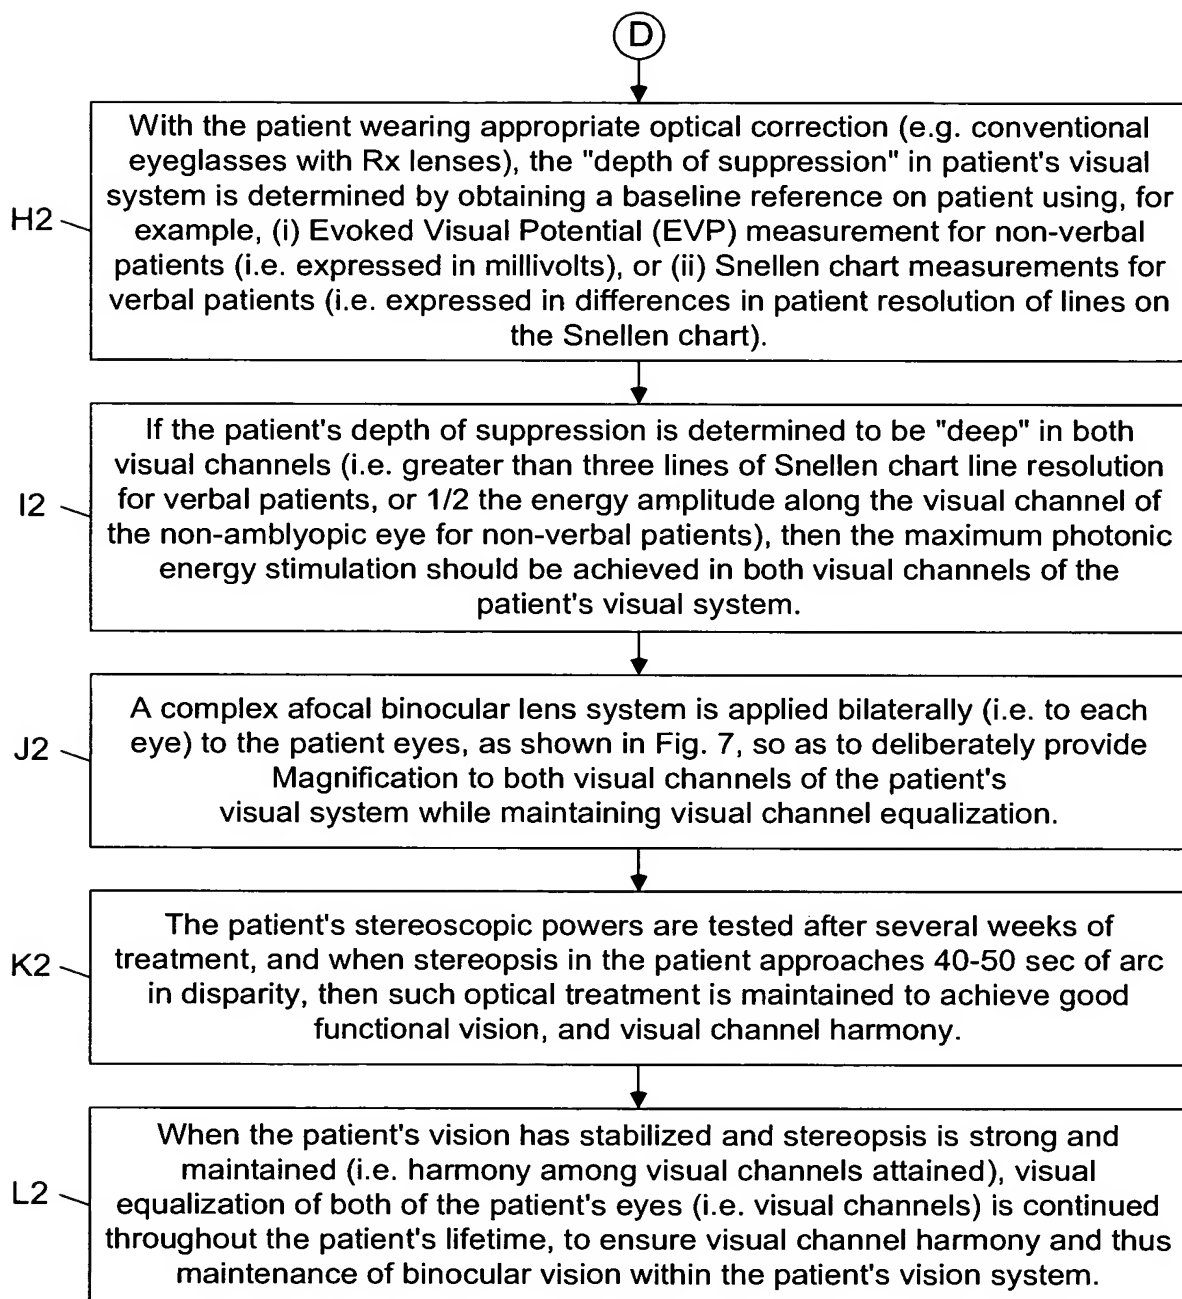 D
With the patient wearing appropriate optical correction (e.g. conventional
eyeglasses with Rx lenses), the "depth of suppression" in patient's visual
system is determined by obtaining a baseline reference on patient using, for
example, (i) Evoked Visual Potential (EVP) measurement for non-verbal
patients (i.e. expressed in millivolts), or (ii) Snellen chart measurements for
verbal patients (i.e. expressed in differences in patient resolution of lines on
the Snellen chart).
H2
If the patient's depth of suppression is determined to be "deep" in both
visual channels (i.e. greater than three lines of Snellen chart line resolution
for verbal patients, or 1/2 the energy amplitude along the visual channel of
the non-amblyopic eye for non-verbal patients), then the maximum photonic
energy stimulation should be achieved in both visual channels of the
patient's visual system.
I2
A complex afocal binocular lens system is applied bilaterally (i.e. to each
eye) to the patient eyes, as shown in Fig. 7, so as to deliberately provide
Magnification to both visual channels of the patient's
visual system while maintaining visual channel equalization.
J2
The patient's stereoscopic powers are tested after several weeks of
treatment, and when stereopsis in the patient approaches 40-50 sec of arc
in disparity, then such optical treatment is maintained to achieve good
functional vision, and visual channel harmony.
K2
When the patient's vision has stabilized and stereopsis is strong and
maintained (i.e. harmony among visual channels attained), visual
equalization of both of the patient's eyes (i.e. visual channels) is continued
throughout the patient's lifetime, to ensure visual channel harmony and thus
maintenance of binocular vision within the patient's vision system.
L2